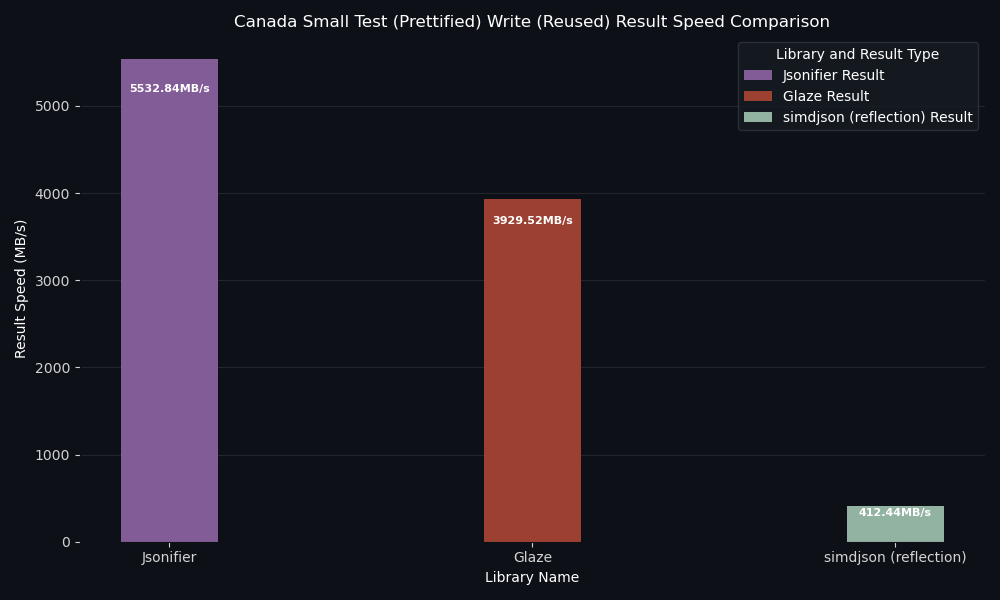 Canada Small Test (Prettified) Write (Reused) Result Speed Comparison
Library and Result Type
Jsonifier Result
Glaze Result
simdjson (reflection) Result
Result Speed (MB/s)
5000
4000
3000
2000
1000
0
5532.84MB/s
3929.52MB/s
412.44MB/s
Jsonifier
Glaze
simdjson (reflection)
Library Name